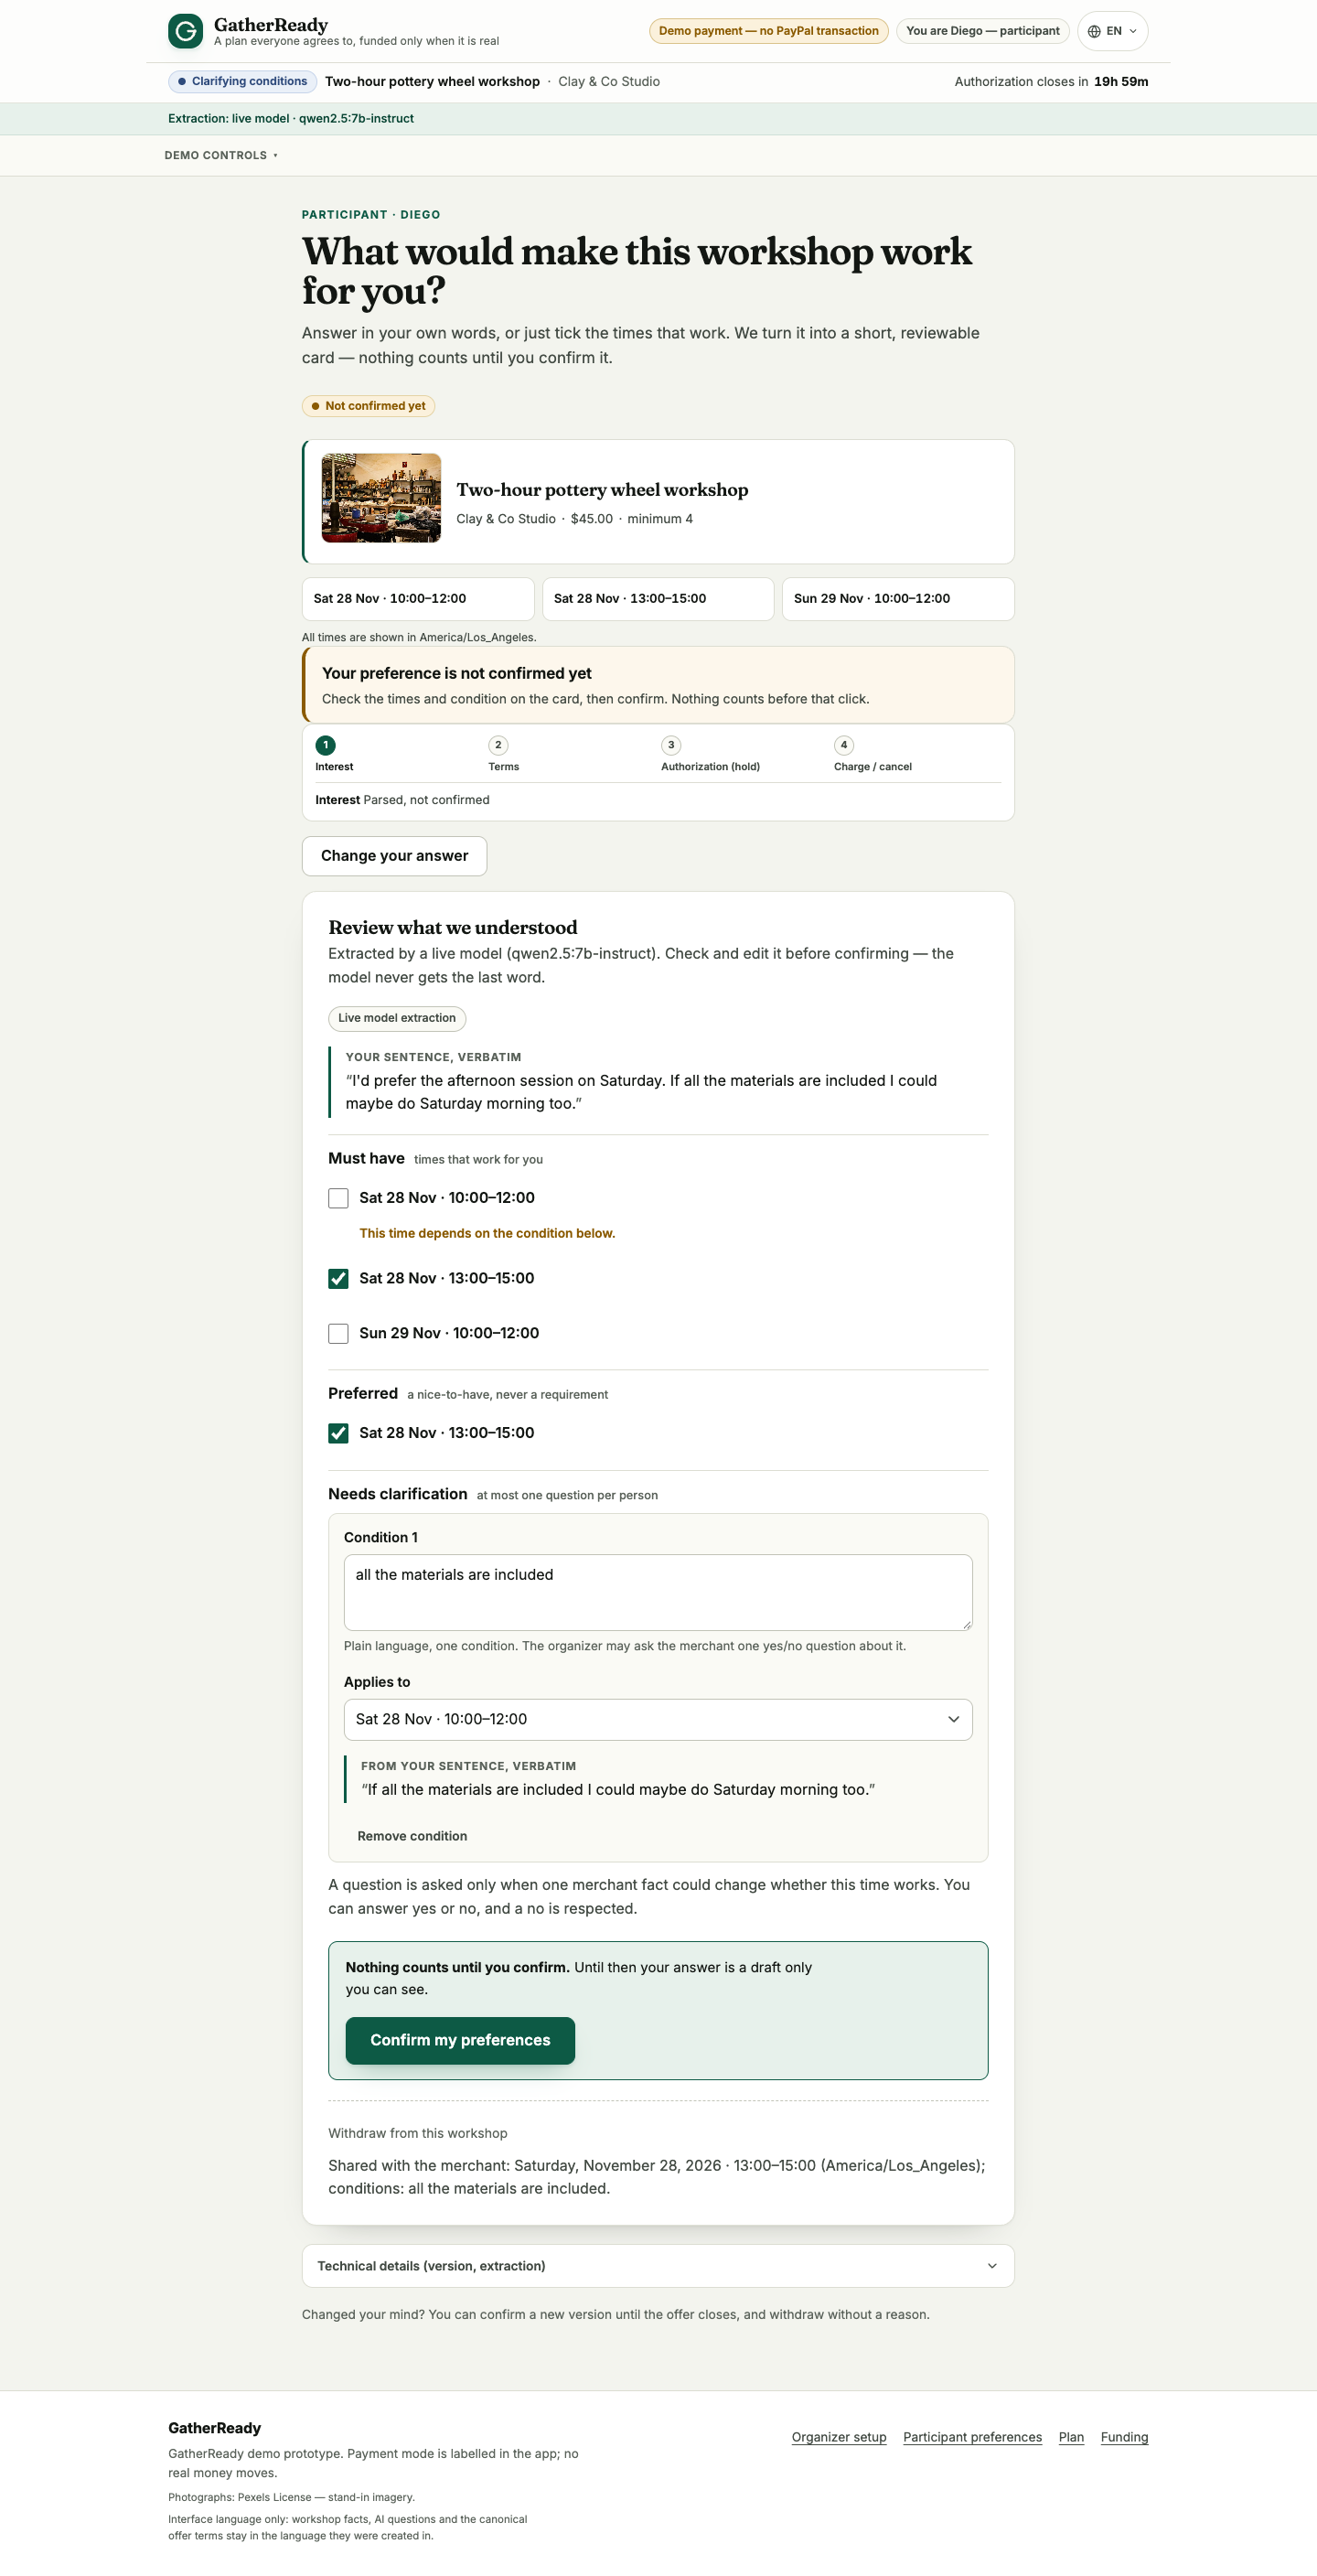 GatherReady
A plan everyone agrees to, funded only when it is real
Demo payment — no PayPal transaction
You are Diego — participant
EN
Clarifying conditions
Two-hour pottery wheel workshop · Clay & Co Studio
Authorization closes in 19h 59m
Extraction: live model · qwen2.5:7b-instruct
DEMO CONTROLS
PARTICIPANT · DIEGO
What would make this workshop work
for you?
Answer in your own words, or just tick the times that work. We turn it into a short, reviewable
card — nothing counts until you confirm it.
Not confirmed yet
Two-hour pottery wheel workshop
Clay & Co Studio · $45.00 · minimum 4
Sat 28 Nov · 10:00–12:00
Sat 28 Nov · 13:00–15:00
Sun 29 Nov · 10:00–12:00
All times are shown in America/Los_Angeles.
Your preference is not confirmed yet
Check the times and condition on the card, then confirm. Nothing counts before that click.
1
Interest
2
Terms
3
Authorization (hold)
4
Charge / cancel
Interest Parsed, not confirmed
Change your answer
Review what we understood
Extracted by a live model (qwen2.5:7b-instruct). Check and edit it before confirming — the
model never gets the last word.
Live model extraction
YOUR SENTENCE, VERBATIM
“I'd prefer the afternoon session on Saturday. If all the materials are included I could
maybe do Saturday morning too.”
Must have times that work for you
Sat 28 Nov · 10:00–12:00
This time depends on the condition below.
Sat 28 Nov · 13:00–15:00
Sun 29 Nov · 10:00–12:00
Preferred a nice-to-have, never a requirement
Sat 28 Nov · 13:00–15:00
Needs clarification at most one question per person
Condition 1
all the materials are included
Plain language, one condition. The organizer may ask the merchant one yes/no question about it.
Applies to
Sat 28 Nov · 10:00–12:00
FROM YOUR SENTENCE, VERBATIM
“If all the materials are included I could maybe do Saturday morning too.”
Remove condition
A question is asked only when one merchant fact could change whether this time works. You
can answer yes or no, and a no is respected.
Nothing counts until you confirm. Until then your answer is a draft only
you can see.
Confirm my preferences
Withdraw from this workshop
Shared with the merchant: Saturday, November 28, 2026 · 13:00–15:00 (America/Los_Angeles);
conditions: all the materials are included.
Technical details (version, extraction)
Changed your mind? You can confirm a new version until the offer closes, and withdraw without a reason.
GatherReady
GatherReady demo prototype. Payment mode is labelled in the app; no
real money moves.
Photographs: Pexels License — stand-in imagery.
Interface language only: workshop facts, AI questions and the canonical
offer terms stay in the language they were created in.
Organizer setup
Participant preferences
Plan
Funding